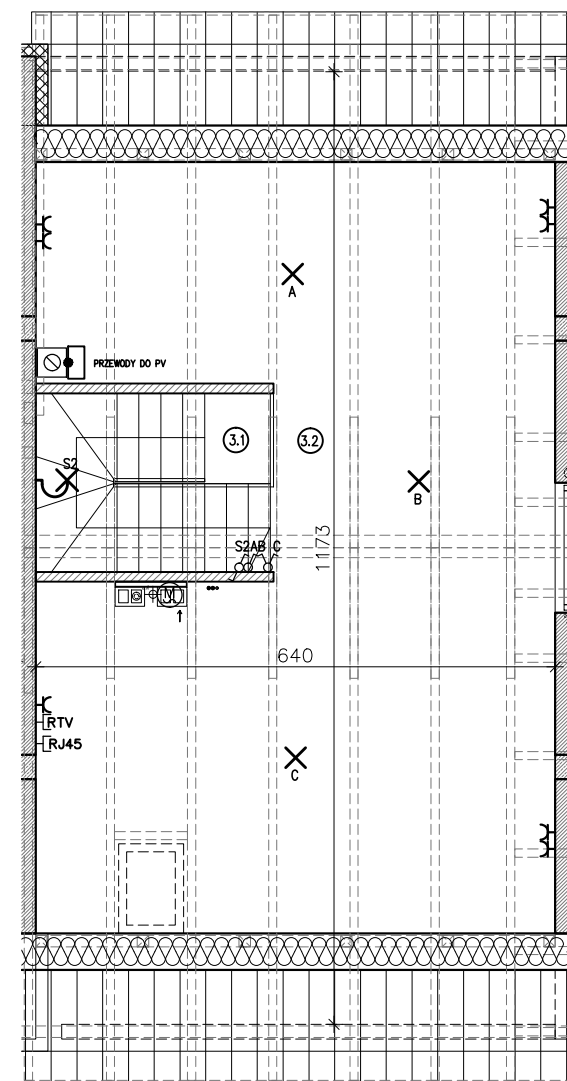 A
PRZEWODY DO PV
3.1
3.2
S2
B
S2AB C
1173
M
640
RTV
RJ45
C